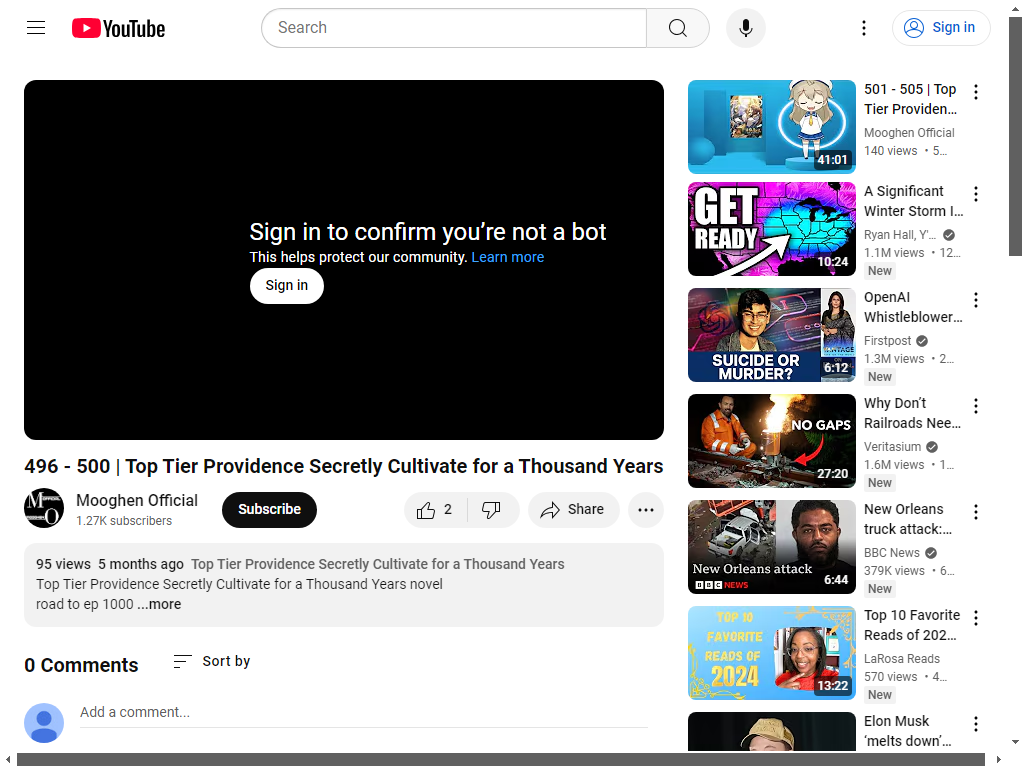 YouTube
Search
Sign in
Sign in to confirm you’re not a bot
This helps protect our community. Learn more
Sign in
496 - 500 | Top Tier Providence Secretly Cultivate for a Thousand Years
Mooghen Official
1.27K subscribers
Subscribe
2
Share
95 views 5 months ago Top Tier Providence Secretly Cultivate for a Thousand Years
Top Tier Providence Secretly Cultivate for a Thousand Years novel
road to ep 1000 ...more
0 Comments
Sort by
Add a comment...
41:01
501 - 505 | Top
Tier Providen...
Mooghen Official
140 views • 5...
GET
READY
10:24
A Significant
Winter Storm I...
Ryan Hall, Y'...
1.1M views • 12...
New
SUICIDE OR
MURDER?
6:12
OpenAI
Whistleblower...
Firstpost
1.3M views • 2...
New
NO GAPS
27:20
Why Don’t
Railroads Nee...
Veritasium
1.6M views • 1...
New
New Orleans attack
BBC NEWS
6:44
New Orleans
truck attack:...
BBC News
379K views • 6...
New
TOP 10
FAVORITE
READS OF
2024
13:22
Top 10 Favorite
Reads of 202...
LaRosa Reads
570 views • 4...
New
Elon Musk
‘melts down’...